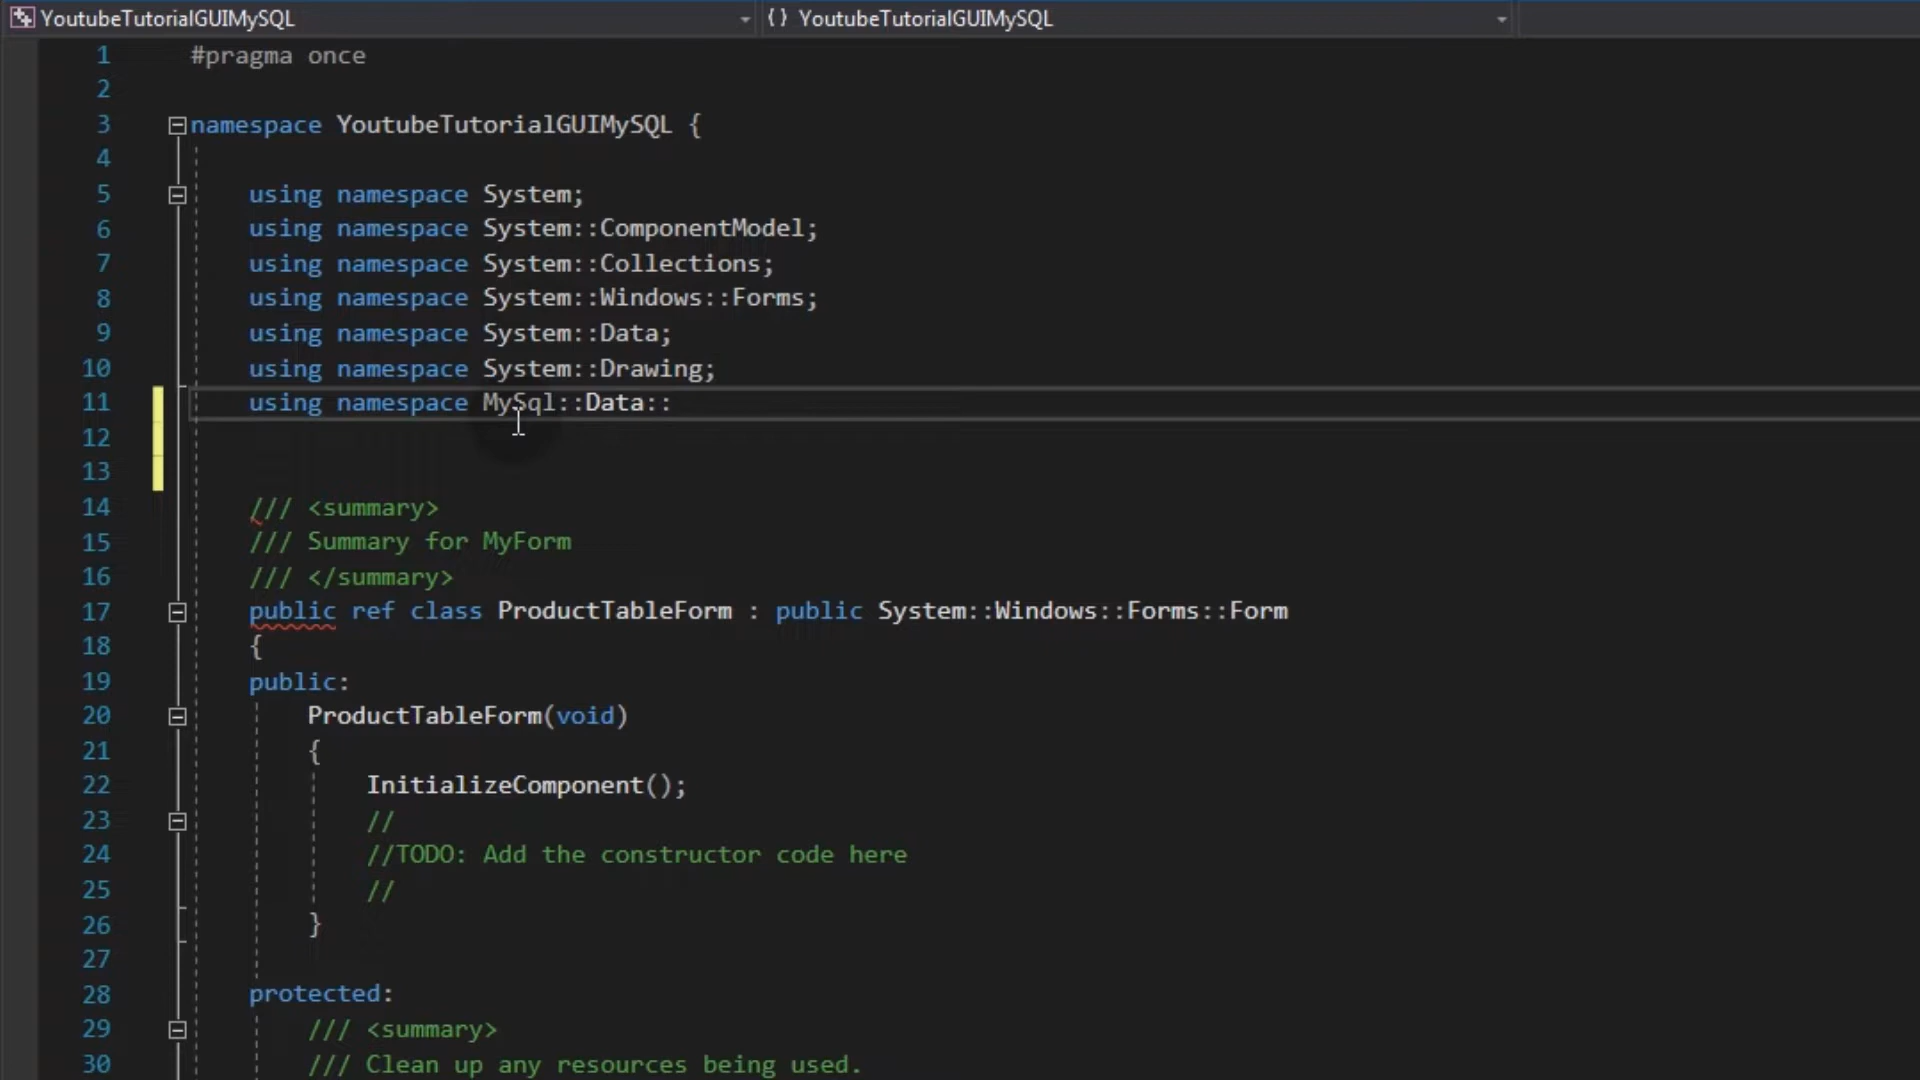 YoutubeTutorialGUIMySQL {} YoutubeTutorialGUIMySQL
1 #pragma once
2
3 namespace YoutubeTutorialGUIMySQL {
4
5 using namespace System;
6 using namespace System::ComponentModel;
7 using namespace System::Collections;
8 using namespace System::Windows::Forms;
9 using namespace System::Data;
10 using namespace System::Drawing;
11 using namespace MySql::Data::
12
13
14 /// <summary>
15 /// Summary for MyForm
16 /// </summary>
17 public ref class ProductTableForm : public System::Windows::Forms::Form
18 {
19 public:
20 ProductTableForm(void)
21 {
22 InitializeComponent();
23 //
24 //TODO: Add the constructor code here
25 //
26 }
27
28 protected:
29 /// <summary>
30 /// Clean up any resources being used.